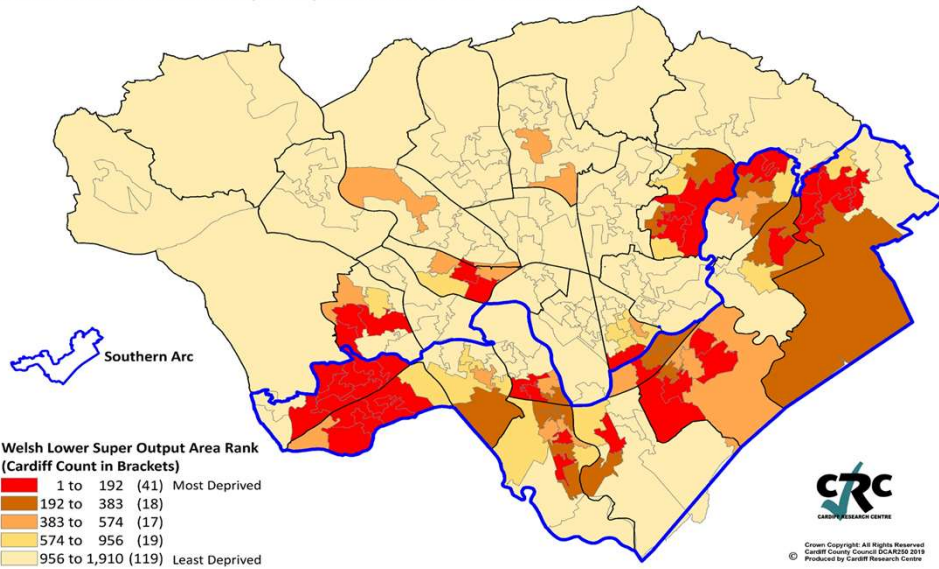 Southern Arc
Welsh Lower Super Output Area Rank
(Cardiff Count in Brackets)
1 to 192 (41) Most Deprived
192 to 383 (18)
383 to 574 (17)
574 to 956 (19)
956 to 1,910 (119) Least Deprived
CRC
CARDIFF RESEARCH CENTRE
Crown Copyright: All Rights Reserved
Cardiff County Council DCAR250 2019
© Produced by Cardiff Research Centre